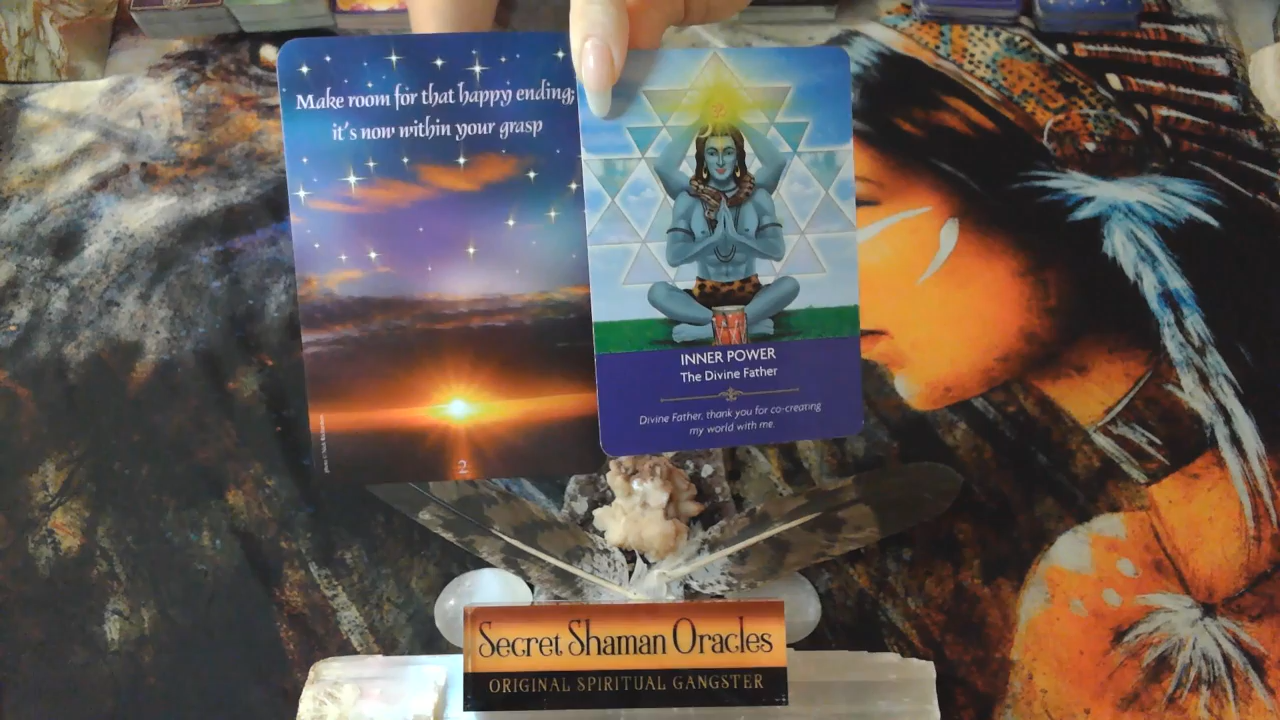 Make room for that happy ending;
it's now within your grasp
2
INNER POWER
The Divine Father
Divine Father, thank you for co-creating
my world with me.
Secret Shaman Oracles
ORIGINAL SPIRITUAL GANGSTER